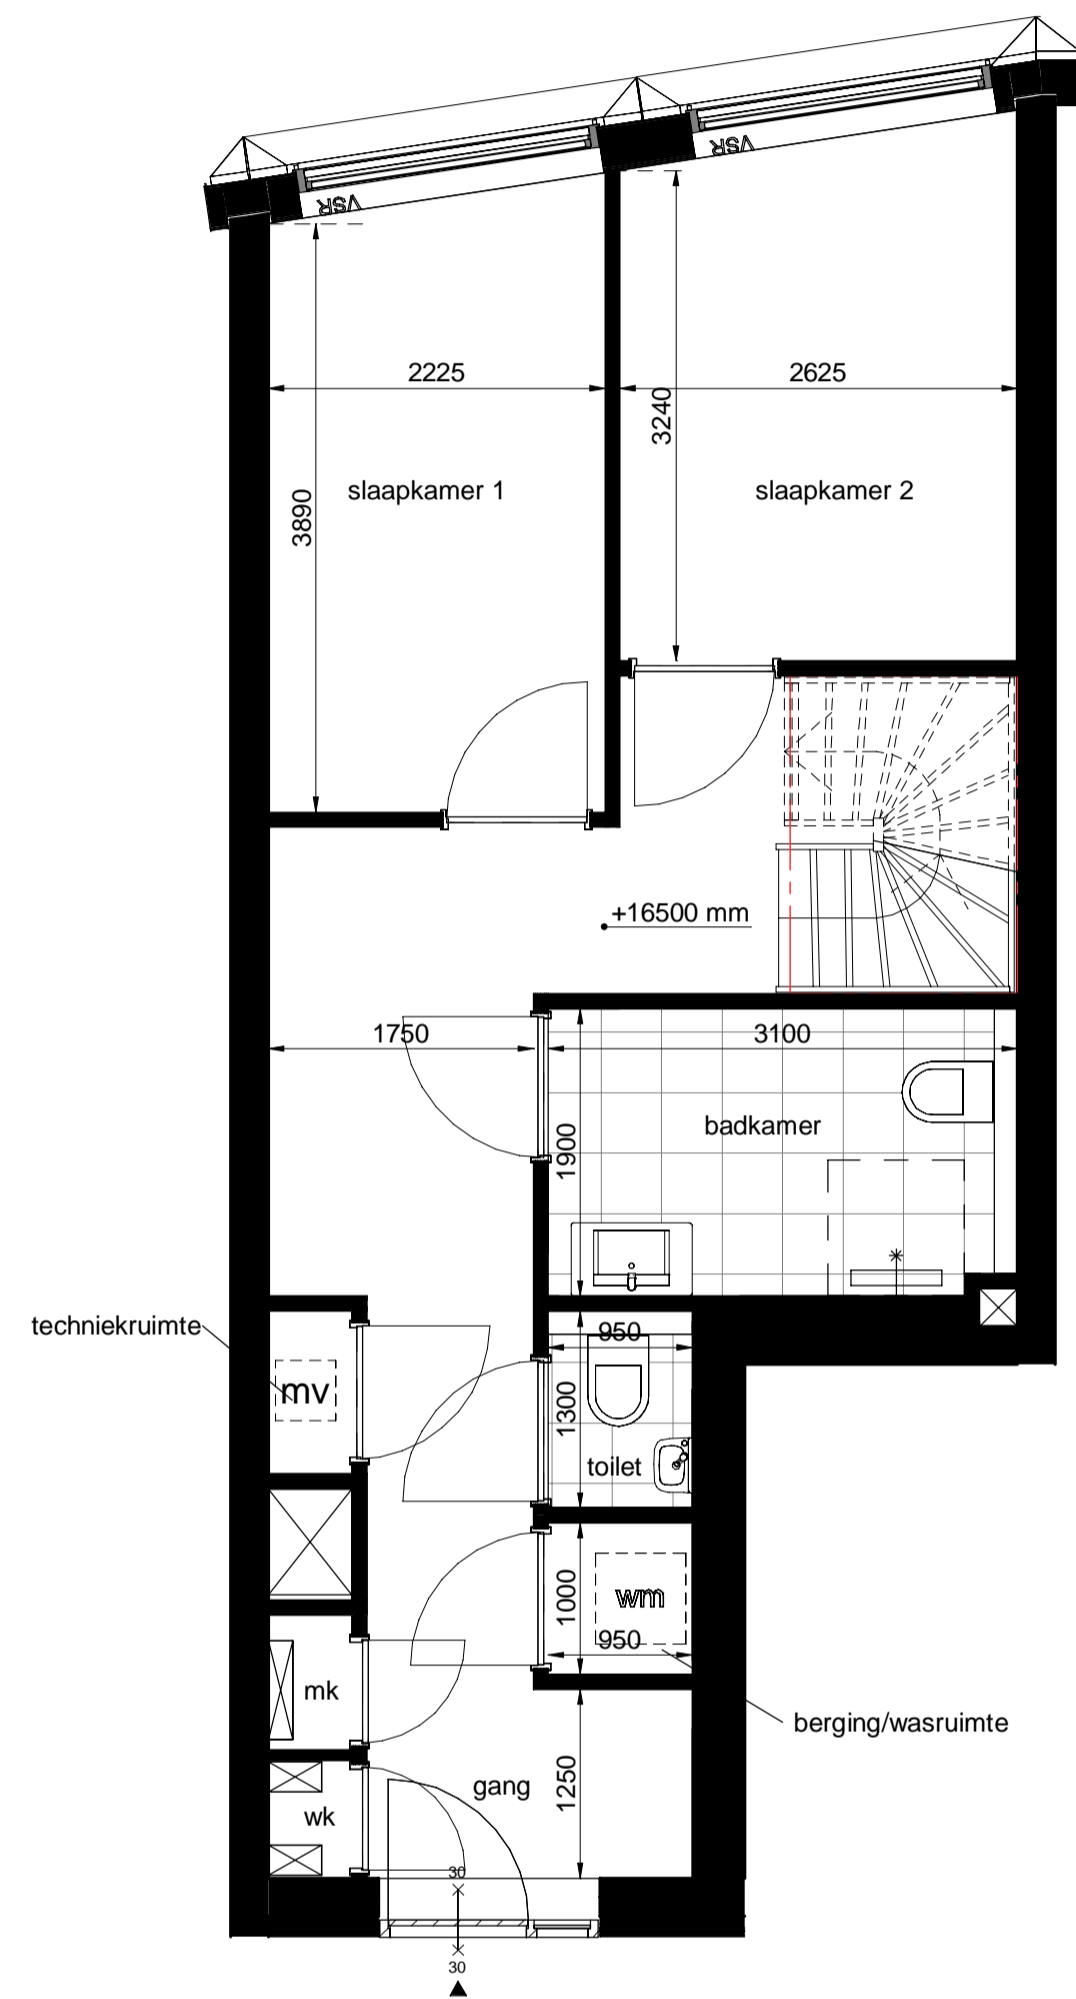 VSR
VSR
2225
2625
3240
3890
slaapkamer 1
slaapkamer 2
+16500 mm
1750
3100
badkamer
1900
techniekruimte
950
mv
1300
toilet
1000
wm
950
mk
berging/wasruimte
gang
1250
wk
30
30